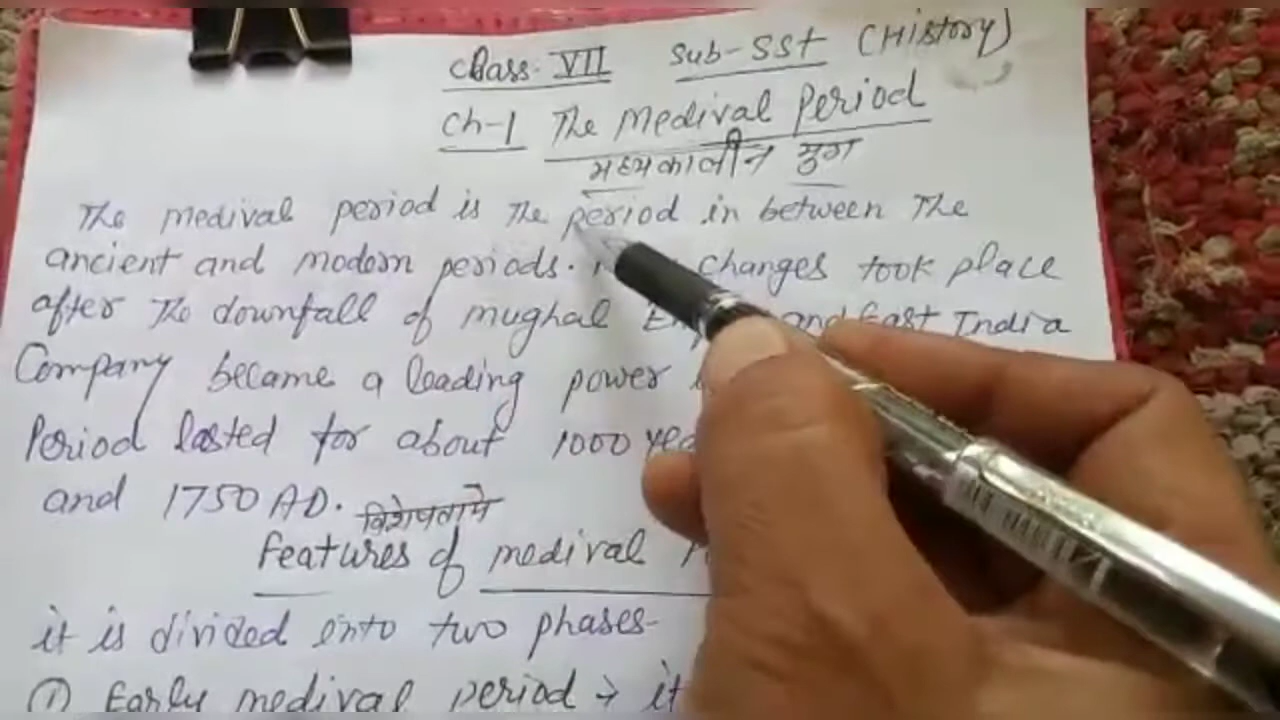 Class- VII Sub- SSt (History)
Ch-1 The Medival Period
मध्यकालीन युग
The medival period is The period in between The
ancient and modern periods. changes took place
after The downfall of mughal and East India
Company became a leading power
Period lasted for about 1000
and 1750 AD.
विशेषताये
Features of medival
it is divided into two phases-
① Early medival period → it